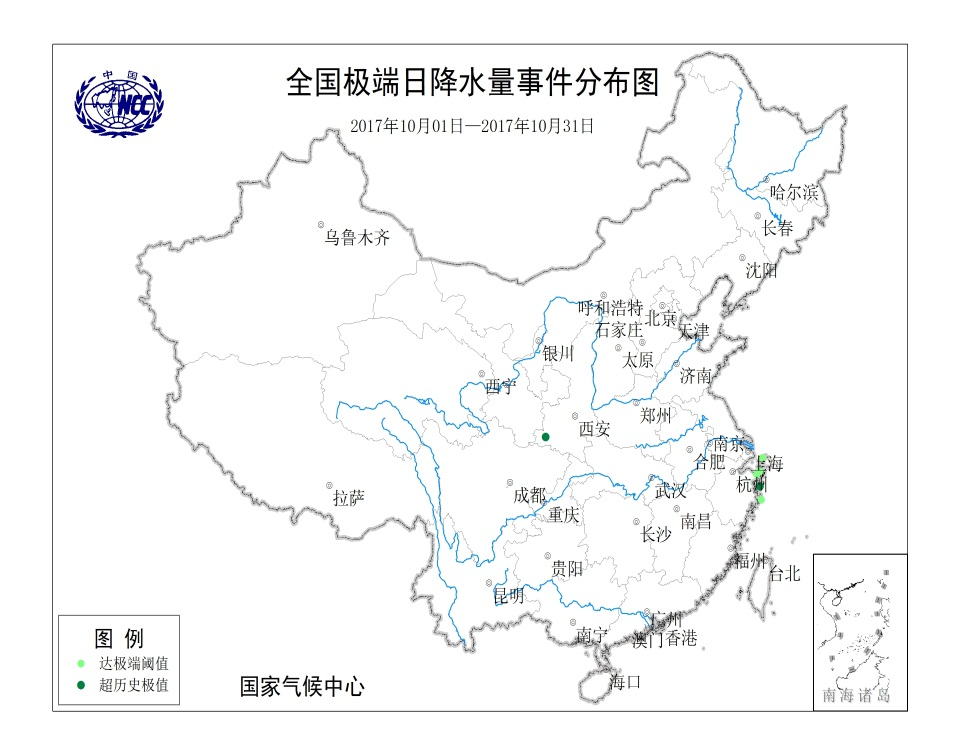 中国
NCC
全国极端日降水量事件分布图
2017年10月01日—2017年10月31日
哈尔滨
长春
乌鲁木齐
沈阳
呼和浩特
北京
石家庄
天津
银川
太原
西宁
济南
郑州
西安
南京
合肥
上海
杭州
拉萨
成都
武汉
重庆
南昌
长沙
福州
贵阳
台北
昆明
广州
南宁
澳门
香港
海口
图 例
达极端阈值
超历史极值
国家气候中心
南海诸岛